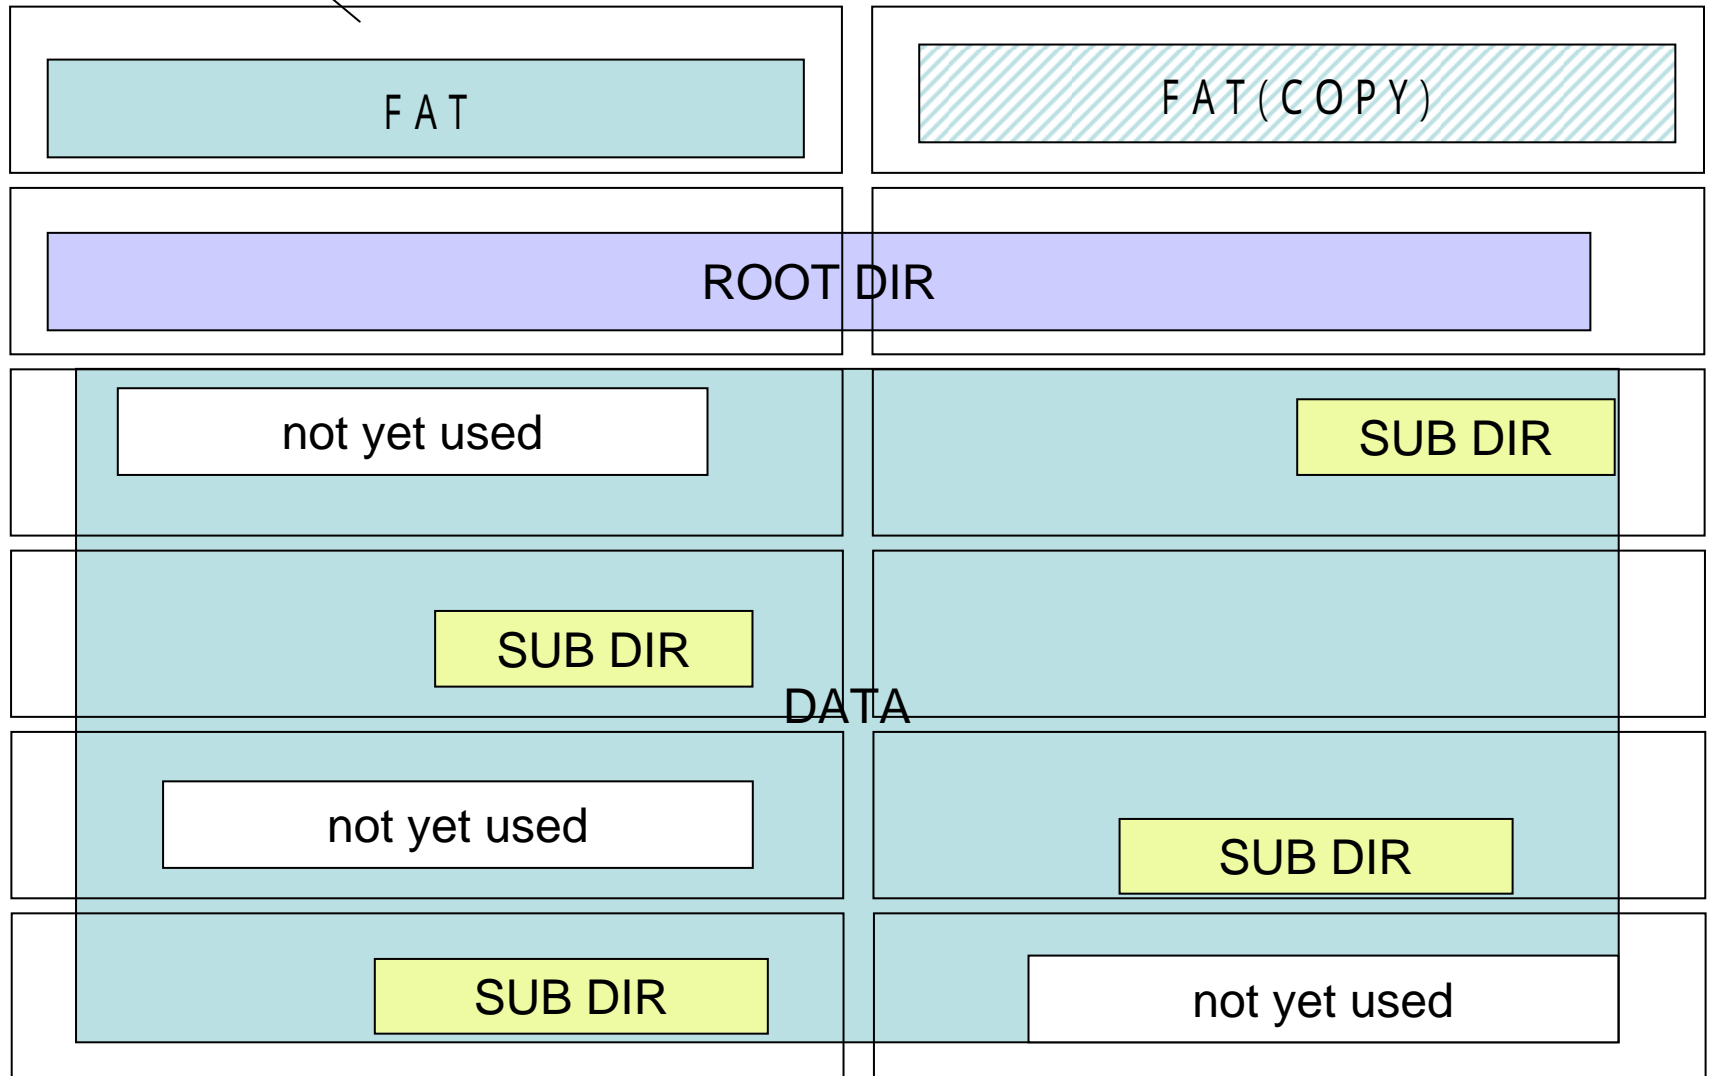 FAT
FAT(COPY)
ROOT DIR
not yet used
SUB DIR
SUB DIR
DATA
not yet used
SUB DIR
SUB DIR
not yet used